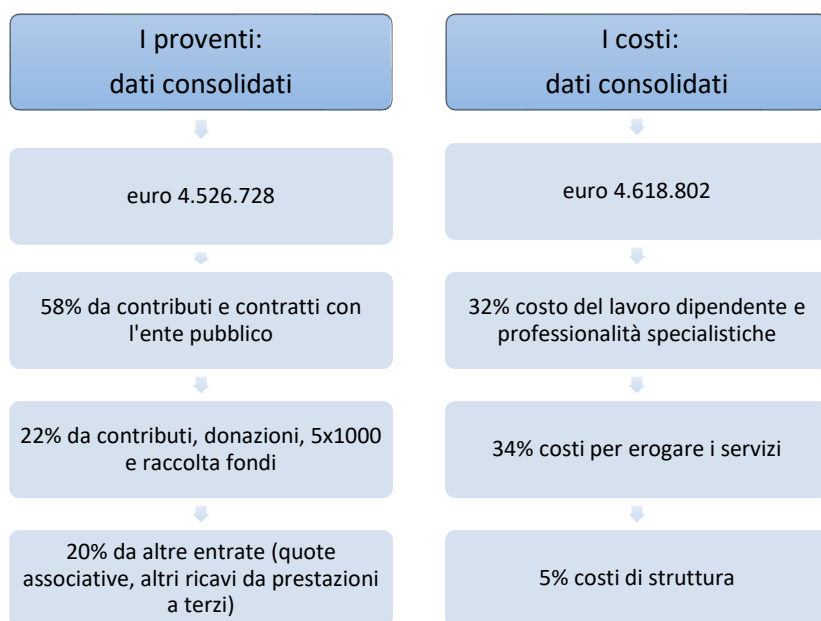 I proventi:
dati consolidati
euro 4.526.728
58% da contributi e contratti con
l'ente pubblico
22% da contributi, donazioni, 5x1000
e raccolta fondi
20% da altre entrate (quote
associative, altri ricavi da prestazioni
a terzi)
I costi:
dati consolidati
euro 4.618.802
32% costo del lavoro dipendente e
professionalità specialistiche
34% costi per erogare i servizi
5% costi di struttura